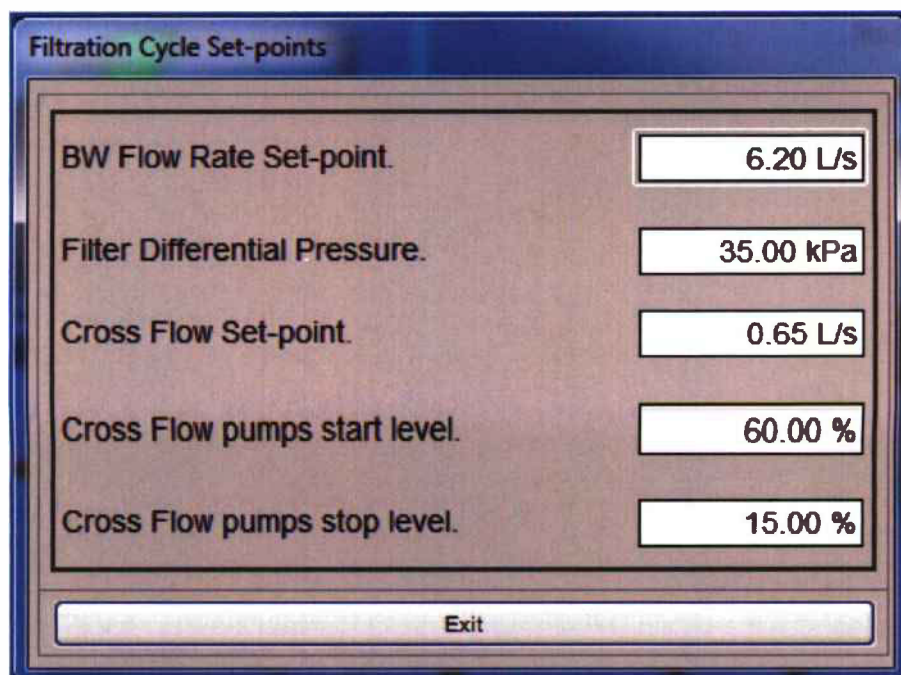 Filtration Cycle Set-points
BW Flow Rate Set-point. 6.20 L/s
Filter Differential Pressure. 35.00 kPa
Cross Flow Set-point. 0.65 L/s
Cross Flow pumps start level. 60.00 %
Cross Flow pumps stop level. 15.00 %
Exit